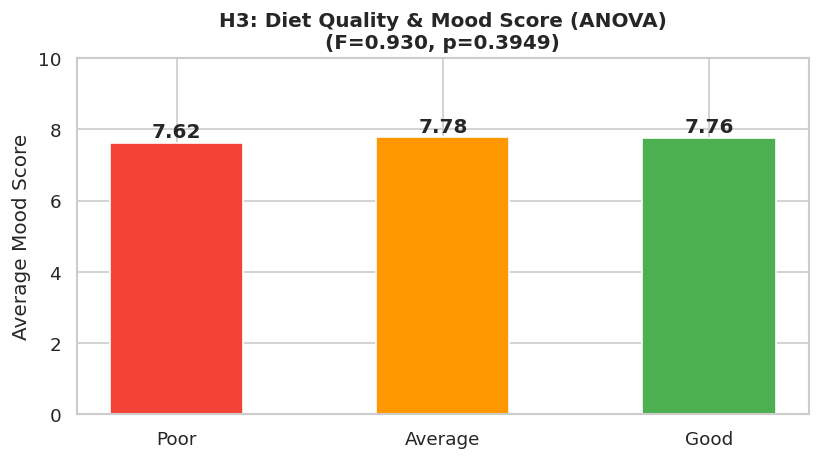 H3: Diet Quality & Mood Score (ANOVA)
(F=0.930, p=0.3949)
Average Mood Score
10
8
6
4
2
0
7.62
7.78
7.76
Poor
Average
Good